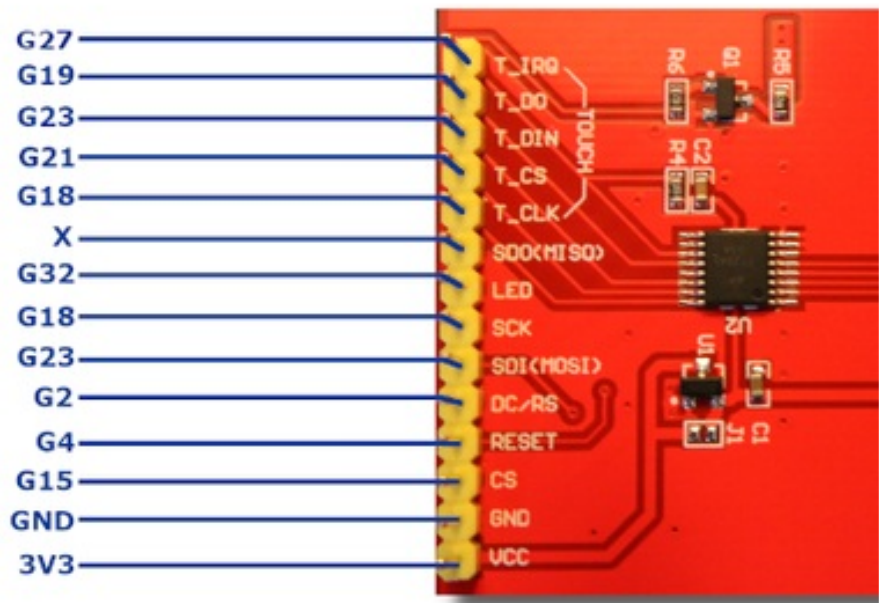 G27
G19
G23
G21
G18
X
G32
G18
G23
G2
G4
G15
GND
3V3
T_IRQ
T_DO
T_DIN
T_CS
T_CLK
SDO(MISO)
LED
SCK
SDI(MOSI)
DC/RS
RESET
CS
GND
VCC
TOUCH
R6
Q1
R5
R4
C2
U2
U1
J1
C1